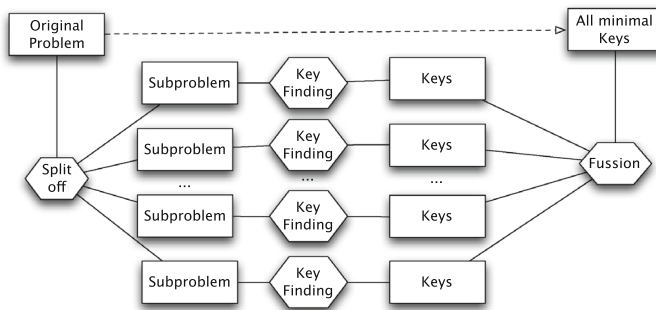 Original
Problem
All minimal
Keys
Subproblem
Key
Finding
Keys
Subproblem
Key
Finding
Keys
Split
off
Fussion
...
...
...
Subproblem
Key
Finding
Keys
Subproblem
Key
Finding
Keys